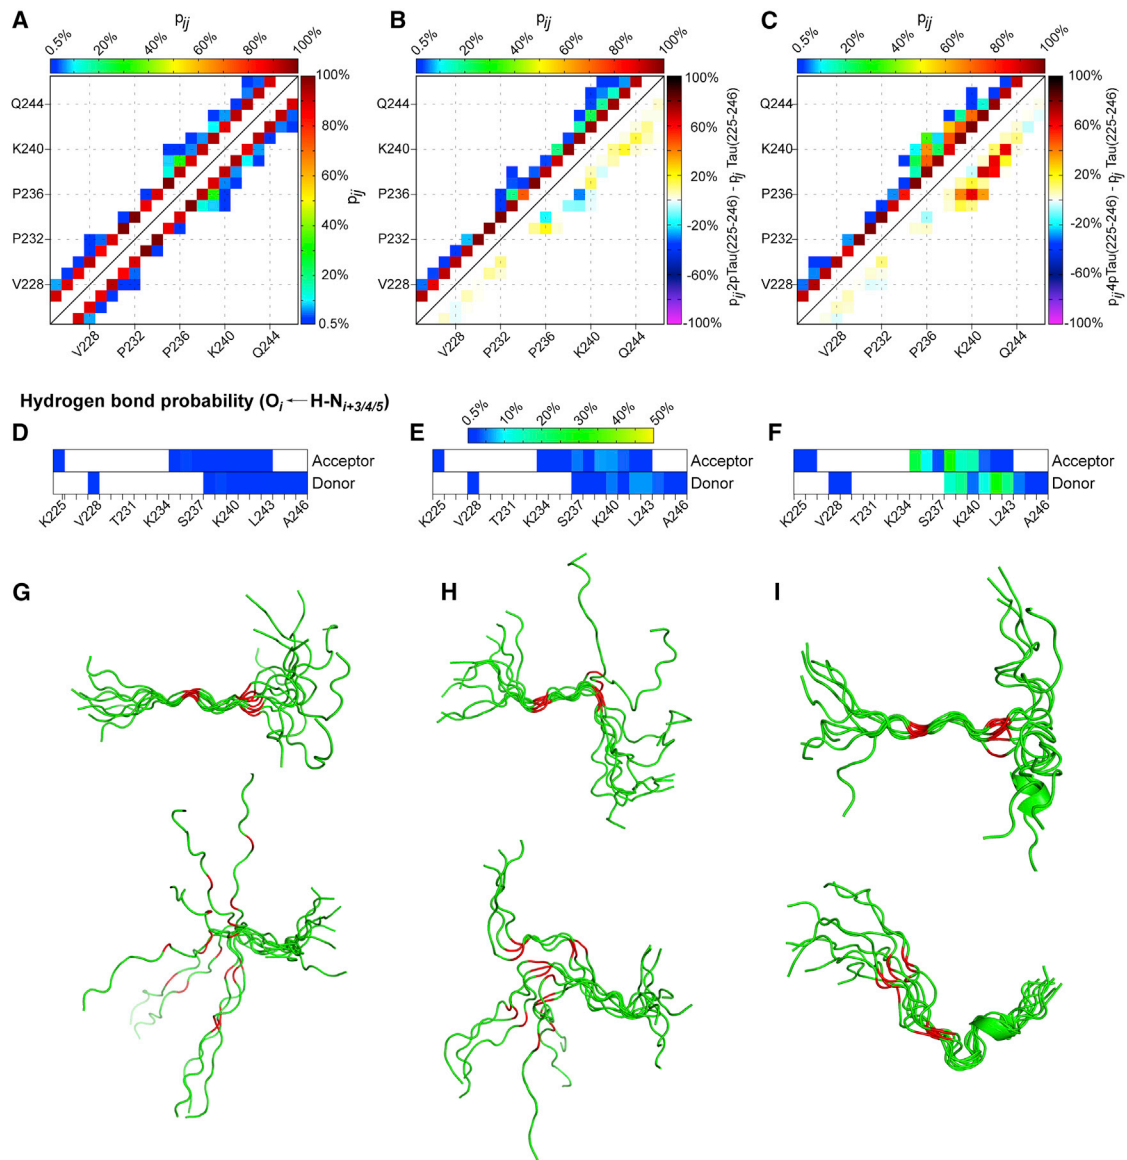 A
p_ij
0.5% 20% 40% 60% 80% 100%
Q244
K240
P236
P232
V228
V228 P232 P236 K240 Q244
100%
80%
60%
40%
20%
0.5%
p_ij
B
p_ij
0.5% 20% 40% 60% 80% 100%
Q244
K240
P236
P232
V228
V228 P232 P236 K240 Q244
100%
60%
20%
-20%
-60%
-100%
p_ij 2p Tau(225-246) - p_ij Tau(225-246)
C
p_ij
0.5% 20% 40% 60% 80% 100%
Q244
K240
P236
P232
V228
V228 P232 P236 K240 Q244
100%
60%
20%
-20%
-60%
-100%
p_ij 4p Tau(225-246) - p_ij Tau(225-246)
Hydrogen bond probability (O_i ← H-N_i+3/4/5)
D
Acceptor
Donor
K225 V228 T231 K234 S237 K240 L243 A246
E
0.5% 10% 20% 30% 40% 50%
Acceptor
Donor
K225 V228 T231 K234 S237 K240 L243 A246
F
Acceptor
Donor
K225 V228 T231 K234 S237 K240 L243 A246
G
H
I